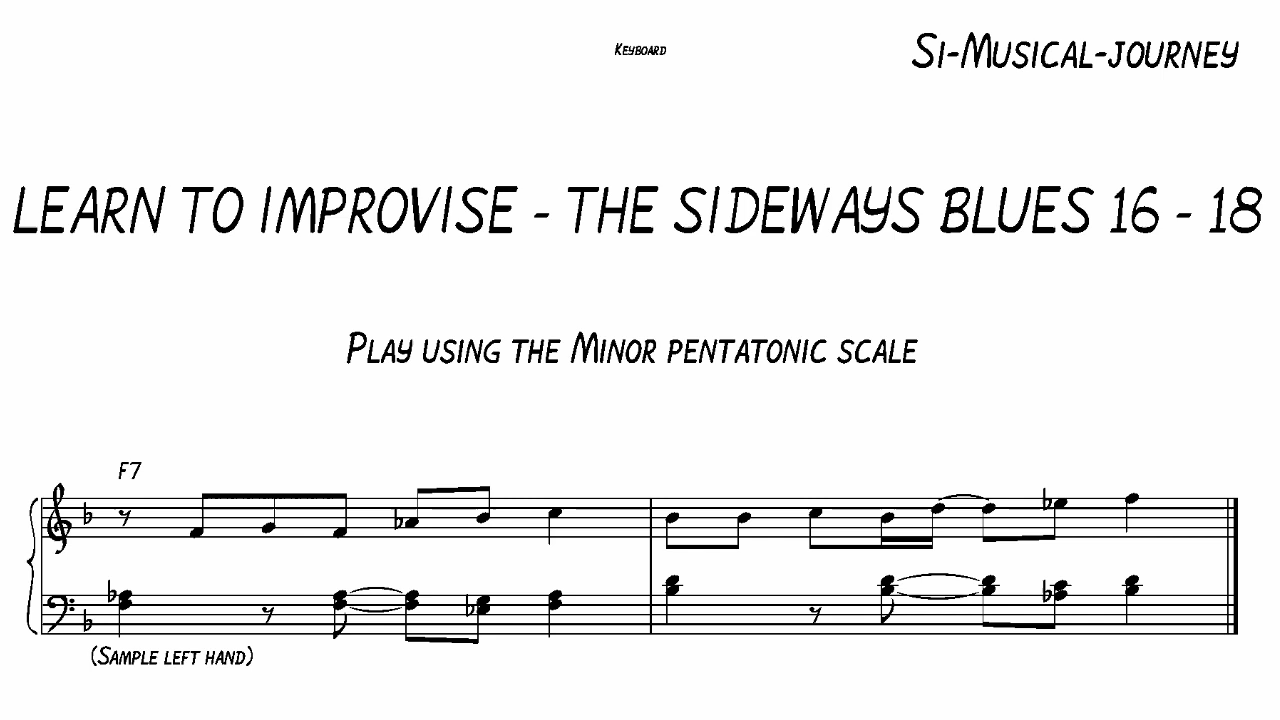 Keyboard
Si-Musical-journey
LEARN TO IMPROVISE - THE SIDEWAYS BLUES 16 - 18
Play using the Minor pentatonic scale
F7
(Sample left hand)